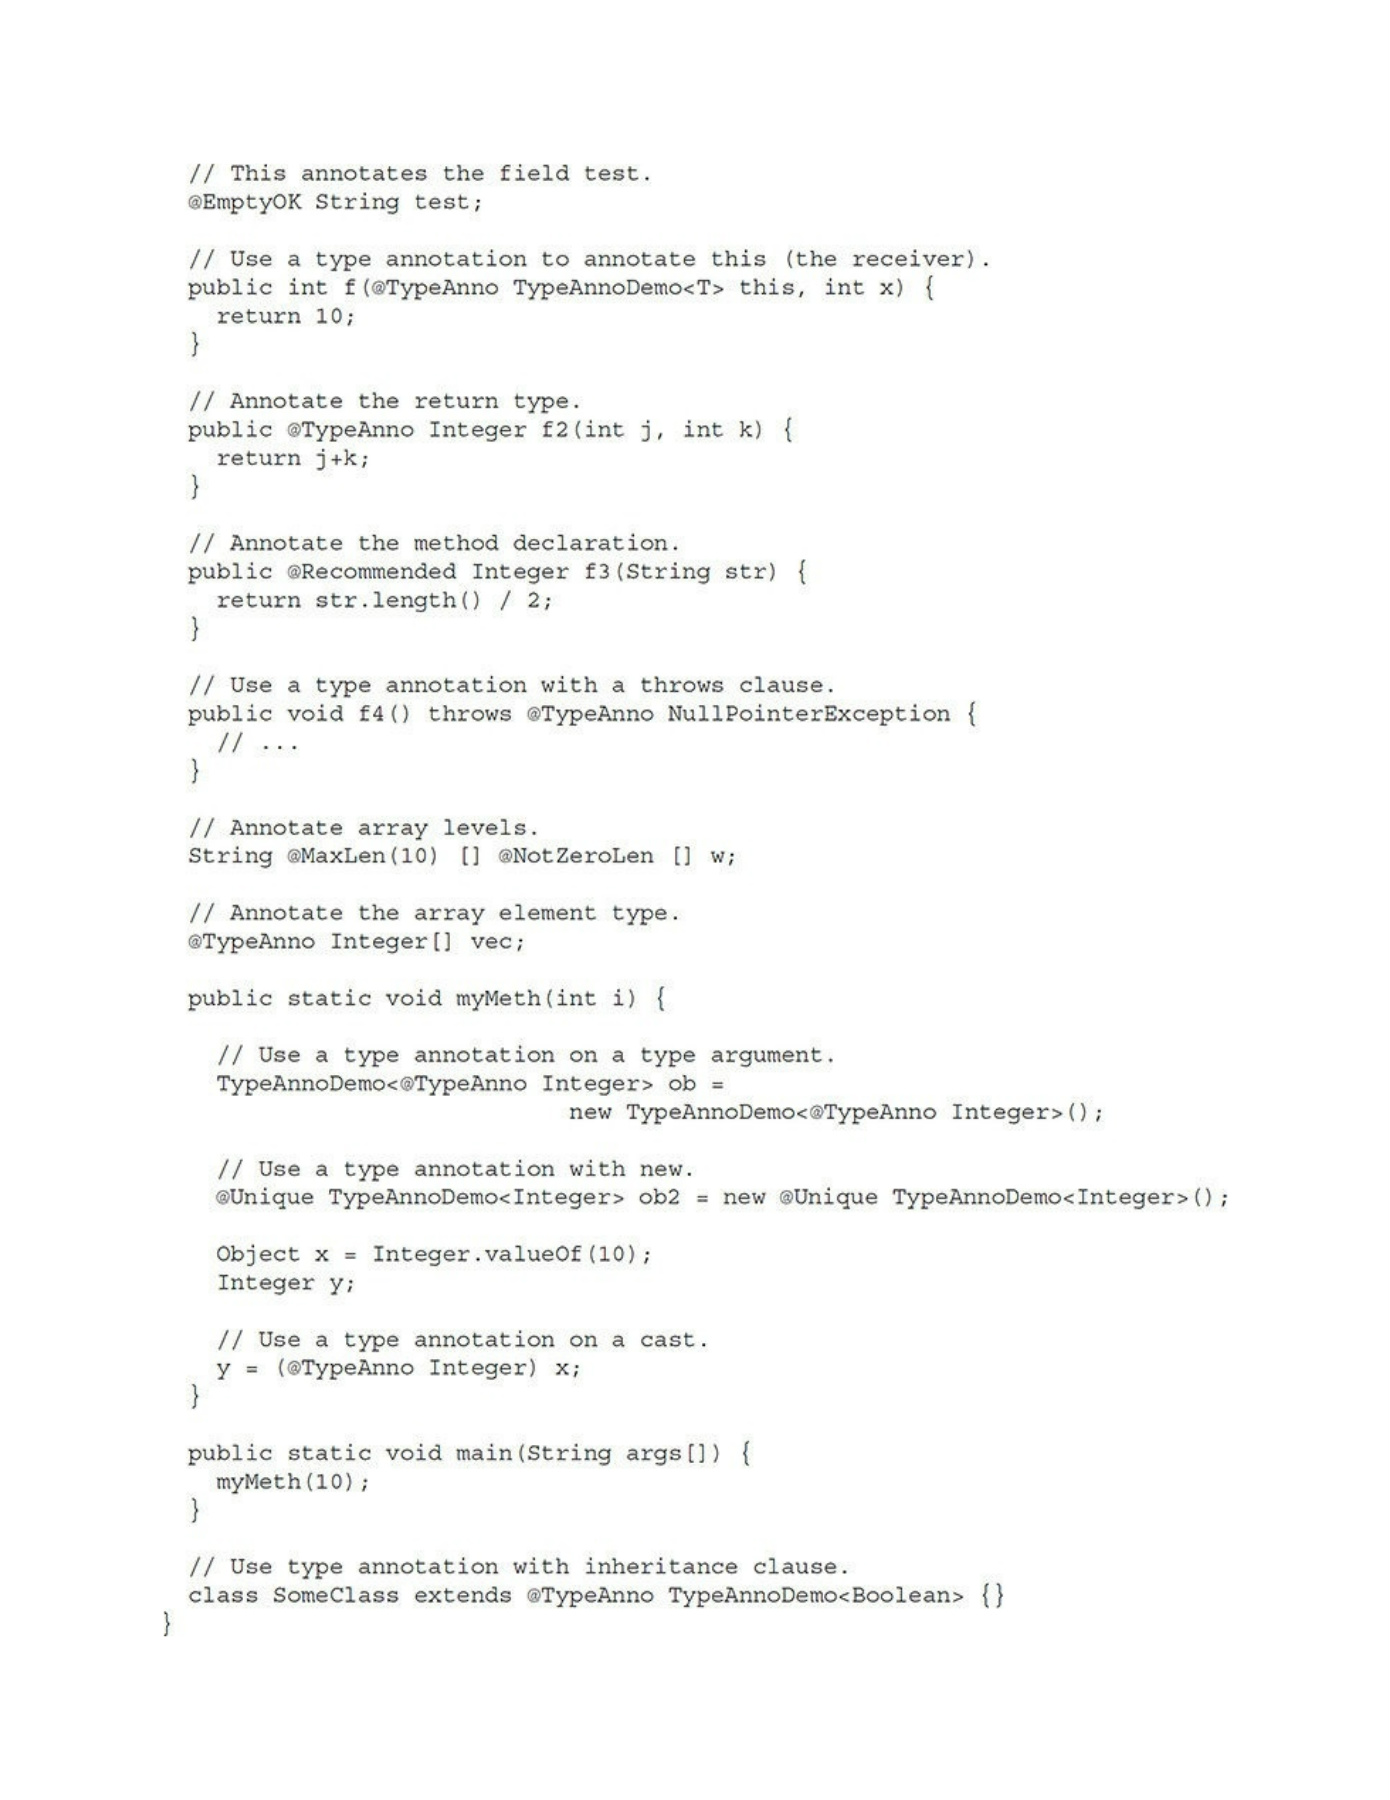 // This annotates the field test.
@EmptyOK String test;
// Use a type annotation to annotate this (the receiver).
public int f(@TypeAnno TypeAnnoDemo<T> this, int x) {
return 10;
}
// Annotate the return type.
public @TypeAnno Integer f2(int j, int k) {
return j+k;
}
// Annotate the method declaration.
public @Recommended Integer f3(String str) {
return str.length() / 2;
}
// Use a type annotation with a throws clause.
public void f4() throws @TypeAnno NullPointerException {
// ...
}
// Annotate array levels.
String @MaxLen(10) [] @NotZeroLen [] w;
// Annotate the array element type.
@TypeAnno Integer[] vec;
public static void myMeth(int i) {
// Use a type annotation on a type argument.
TypeAnnoDemo<@TypeAnno Integer> ob =
new TypeAnnoDemo<@TypeAnno Integer>();
// Use a type annotation with new.
@Unique TypeAnnoDemo<Integer> ob2 = new @Unique TypeAnnoDemo<Integer>();
Object x = Integer.valueOf(10);
Integer y;
// Use a type annotation on a cast.
y = (@TypeAnno Integer) x;
}
public static void main(String args[]) {
myMeth(10);
}
// Use type annotation with inheritance clause.
class SomeClass extends @TypeAnno TypeAnnoDemo<Boolean> {}
}